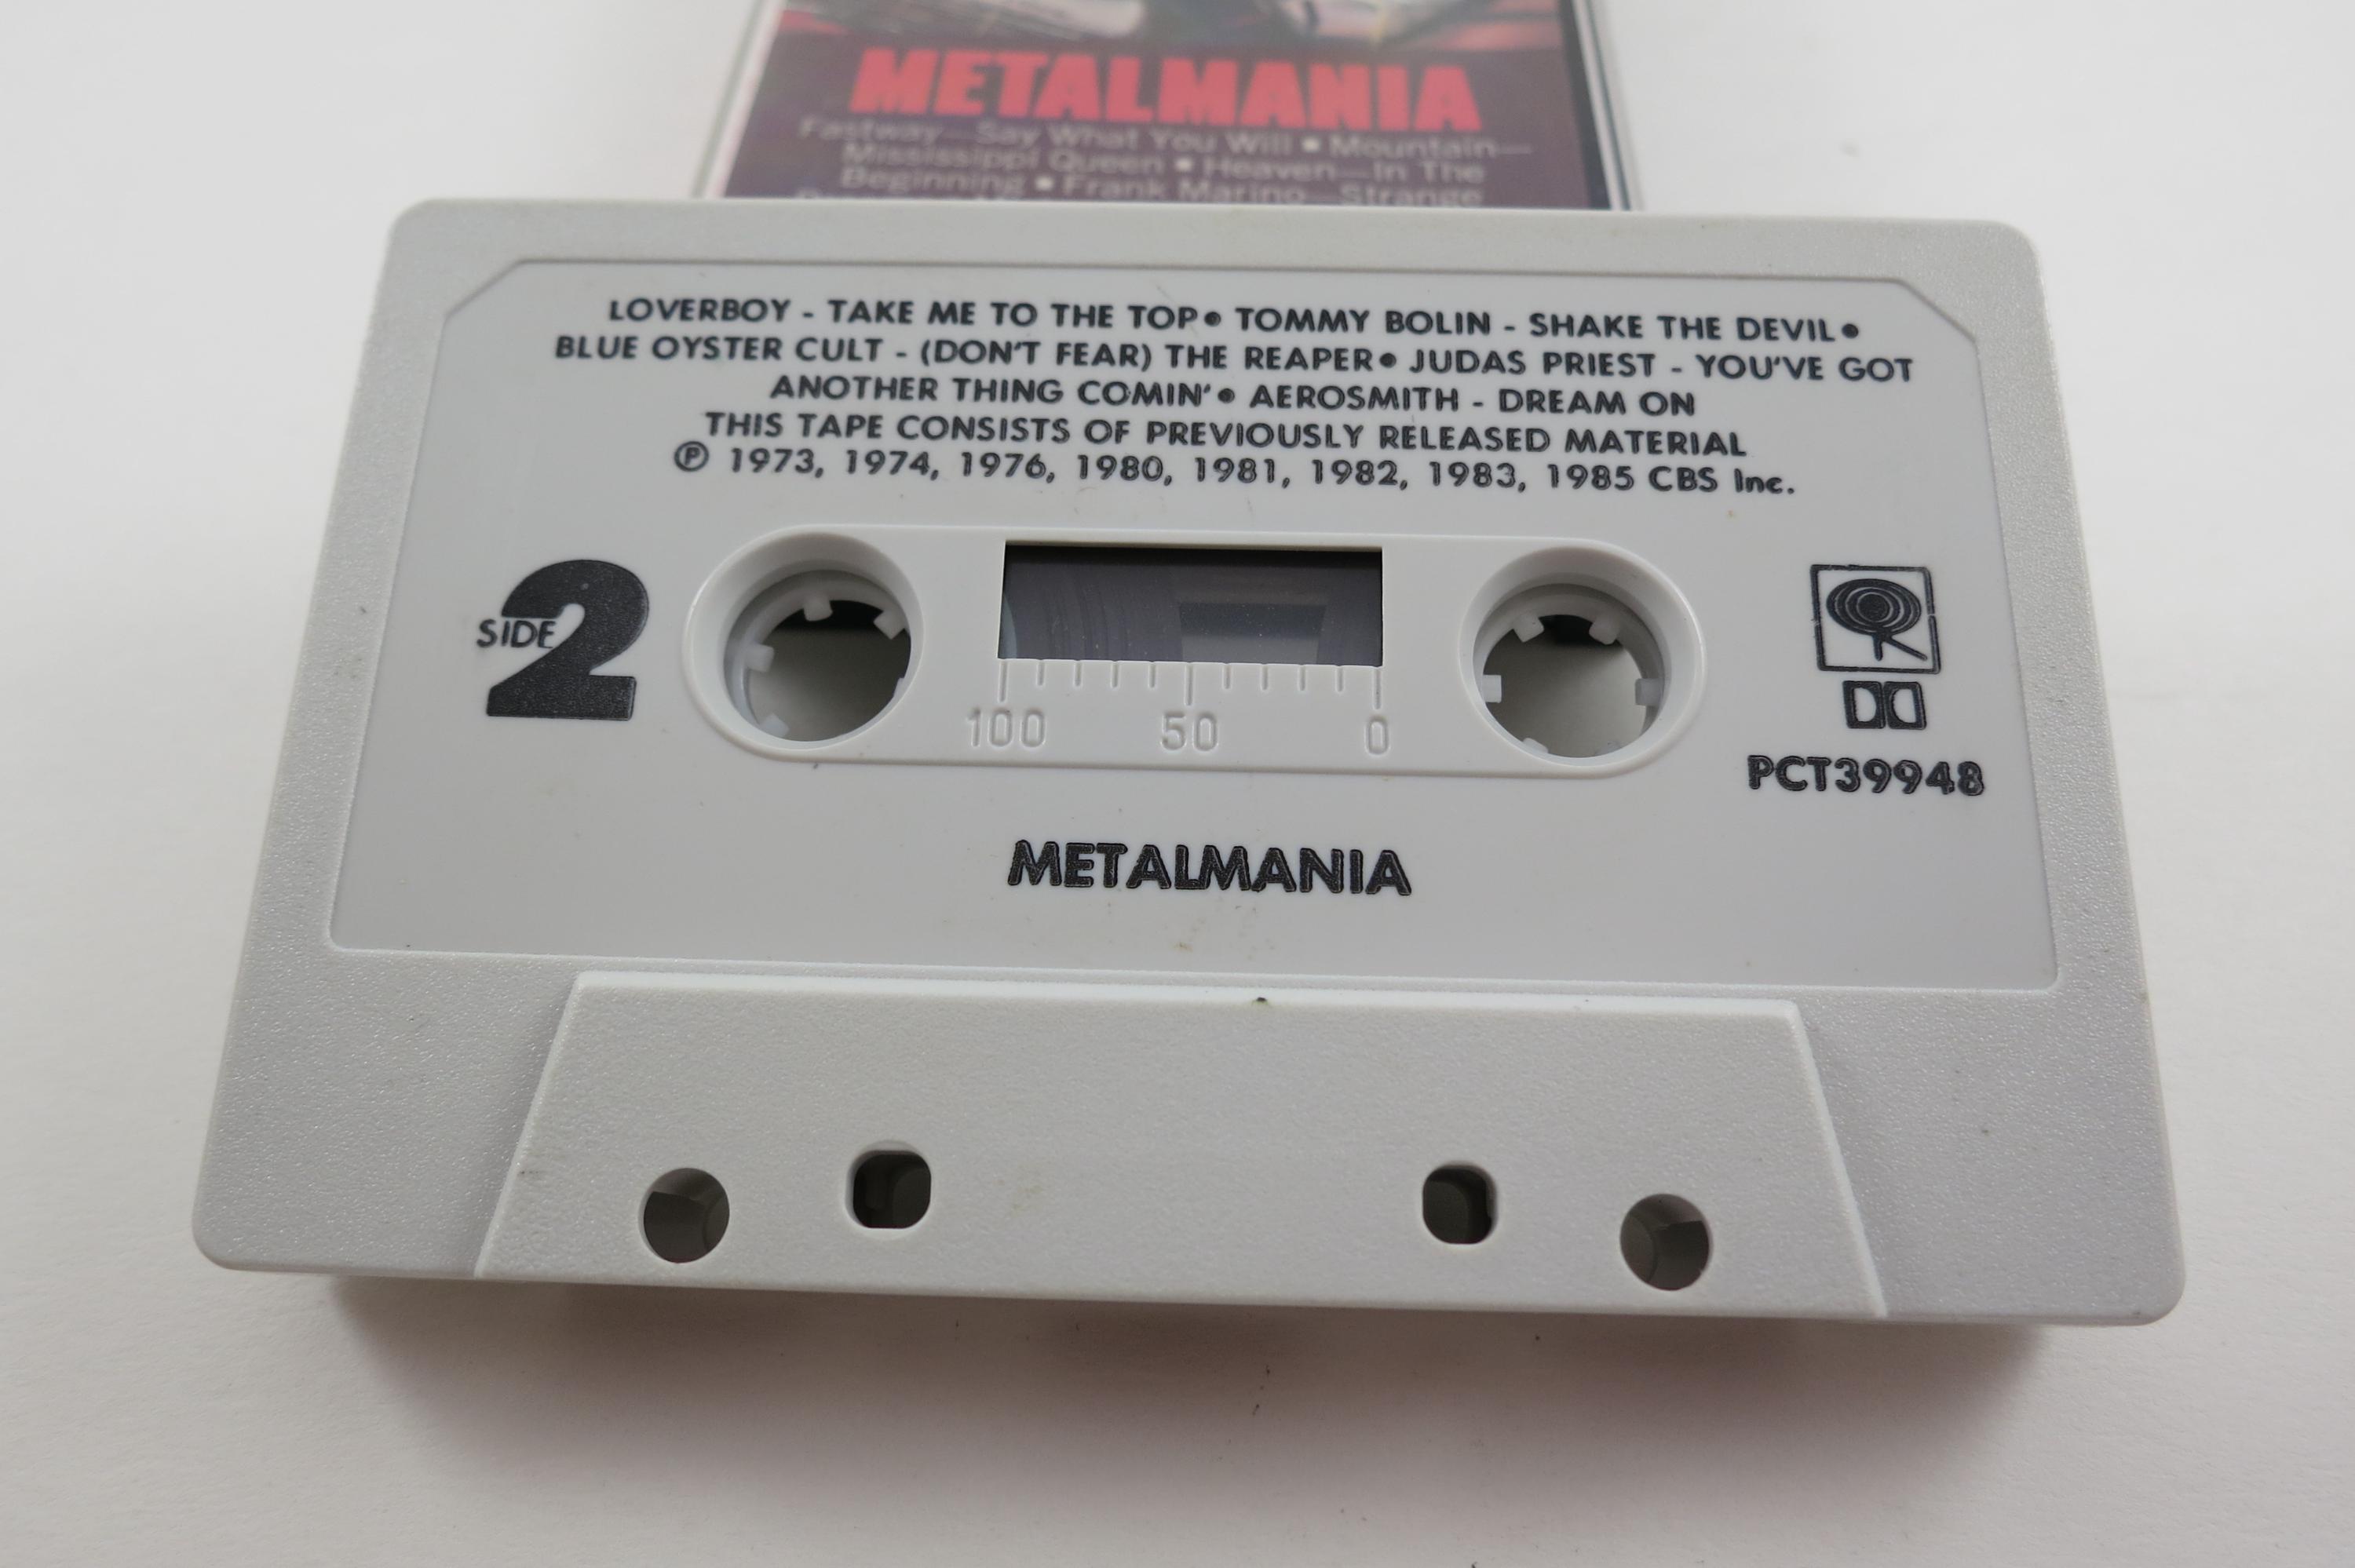 METALMANIA
Fastway—Say What You Will • Mountain—
Mississippi Queen • Heaven—In The
Beginning • Frank Marino—Strange
LOVERBOY - TAKE ME TO THE TOP• TOMMY BOLIN - SHAKE THE DEVIL•
BLUE OYSTER CULT - (DON'T FEAR) THE REAPER• JUDAS PRIEST - YOU'VE GOT
ANOTHER THING COMIN'• AEROSMITH - DREAM ON
THIS TAPE CONSISTS OF PREVIOUSLY RELEASED MATERIAL
℗ 1973, 1974, 1976, 1980, 1981, 1982, 1983, 1985 CBS Inc.
SIDE 2
100 50 0
PCT39948
METALMANIA